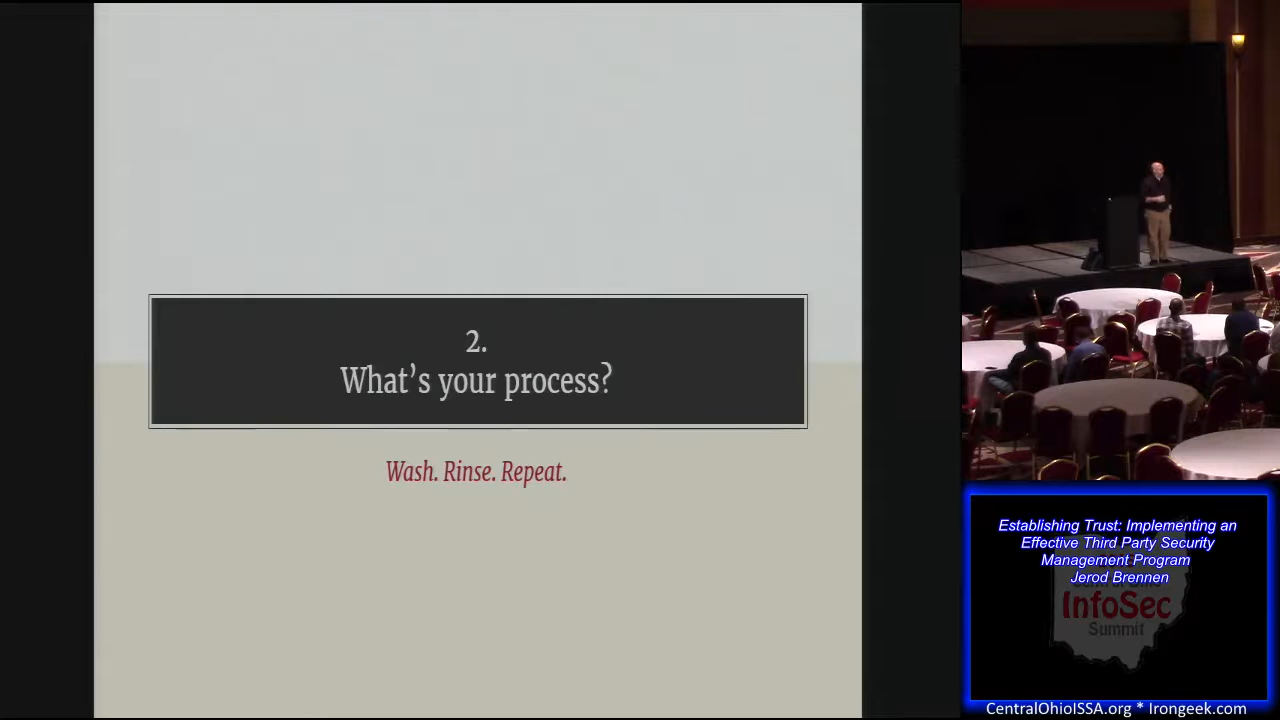 2.
What's your process?
Wash. Rinse. Repeat.
Establishing Trust: Implementing an
Effective Third Party Security
Management Program
Jerod Brennen
InfoSec
Summit
CentralOhioISSA.org * Irongeek.com